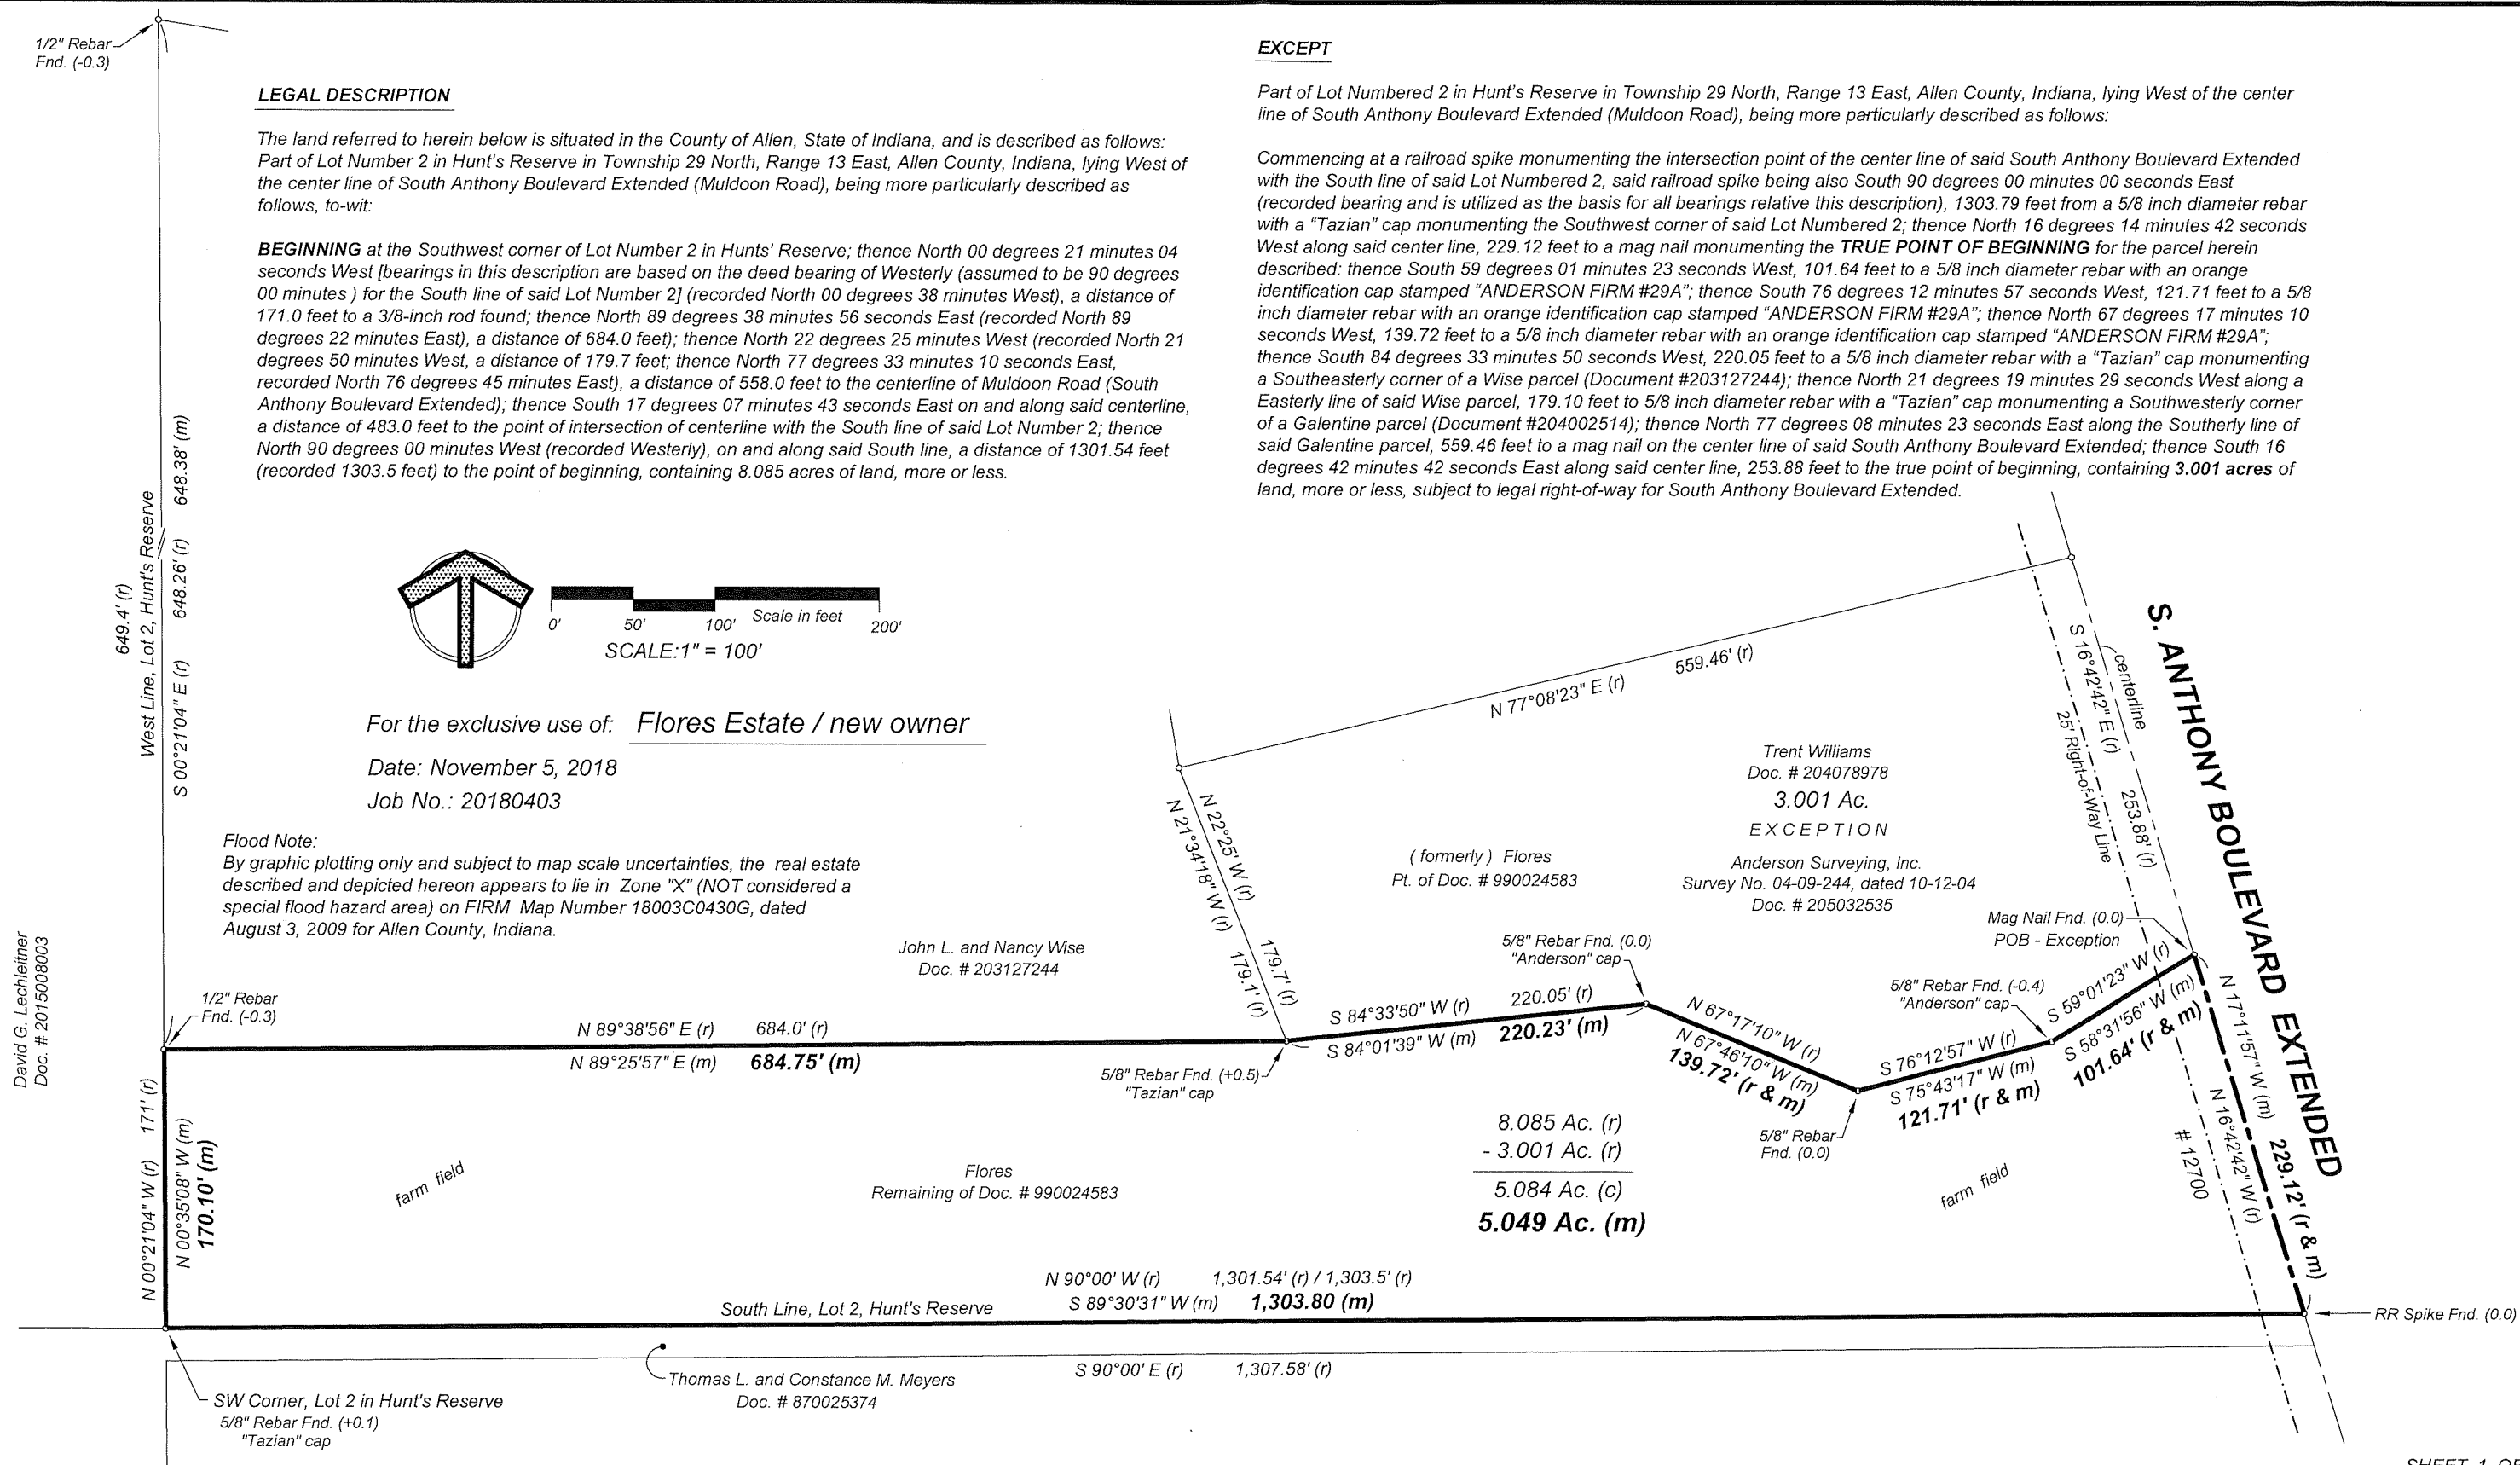 1/2" Rebar
Fnd. (-0.3)
LEGAL DESCRIPTION
The land referred to herein below is situated in the County of Allen, State of Indiana, and is described as follows:
Part of Lot Number 2 in Hunt's Reserve in Township 29 North, Range 13 East, Allen County, Indiana, lying West of
the center line of South Anthony Boulevard Extended (Muldoon Road), being more particularly described as
follows, to-wit:
BEGINNING at the Southwest corner of Lot Number 2 in Hunts' Reserve; thence North 00 degrees 21 minutes 04
seconds West [bearings in this description are based on the deed bearing of Westerly (assumed to be 90 degrees
00 minutes ) for the South line of said Lot Number 2] (recorded North 00 degrees 38 minutes West), a distance of
171.0 feet to a 3/8-inch rod found; thence North 89 degrees 38 minutes 56 seconds East (recorded North 89
degrees 22 minutes East), a distance of 684.0 feet); thence North 22 degrees 25 minutes West (recorded North 21
degrees 50 minutes West, a distance of 179.7 feet; thence North 77 degrees 33 minutes 10 seconds East,
recorded North 76 degrees 45 minutes East), a distance of 558.0 feet to the centerline of Muldoon Road (South
Anthony Boulevard Extended); thence South 17 degrees 07 minutes 43 seconds East on and along said centerline,
a distance of 483.0 feet to the point of intersection of centerline with the South line of said Lot Number 2; thence
North 90 degrees 00 minutes West (recorded Westerly), on and along said South line, a distance of 1301.54 feet
(recorded 1303.5 feet) to the point of beginning, containing 8.085 acres of land, more or less.
EXCEPT
Part of Lot Numbered 2 in Hunt's Reserve in Township 29 North, Range 13 East, Allen County, Indiana, lying West of the center
line of South Anthony Boulevard Extended (Muldoon Road), being more particularly described as follows:
Commencing at a railroad spike monumenting the intersection point of the center line of said South Anthony Boulevard Extended
with the South line of said Lot Numbered 2, said railroad spike being also South 90 degrees 00 minutes 00 seconds East
(recorded bearing and is utilized as the basis for all bearings relative this description), 1303.79 feet from a 5/8 inch diameter rebar
with a “Tazian” cap monumenting the Southwest corner of said Lot Numbered 2; thence North 16 degrees 14 minutes 42 seconds
West along said center line, 229.12 feet to a mag nail monumenting the TRUE POINT OF BEGINNING for the parcel herein
described: thence South 59 degrees 01 minutes 23 seconds West, 101.64 feet to a 5/8 inch diameter rebar with an orange
identification cap stamped “ANDERSON FIRM #29A”; thence South 76 degrees 12 minutes 57 seconds West, 121.71 feet to a 5/8
inch diameter rebar with an orange identification cap stamped “ANDERSON FIRM #29A”; thence North 67 degrees 17 minutes 10
seconds West, 139.72 feet to a 5/8 inch diameter rebar with an orange identification cap stamped “ANDERSON FIRM #29A”;
thence South 84 degrees 33 minutes 50 seconds West, 220.05 feet to a 5/8 inch diameter rebar with a “Tazian” cap monumenting
a Southeasterly corner of a Wise parcel (Document #203127244); thence North 21 degrees 19 minutes 29 seconds West along a
Easterly line of said Wise parcel, 179.10 feet to 5/8 inch diameter rebar with a “Tazian” cap monumenting a Southwesterly corner
of a Galentine parcel (Document #204002514); thence North 77 degrees 08 minutes 23 seconds East along the Southerly line of
said Galentine parcel, 559.46 feet to a mag nail on the center line of said South Anthony Boulevard Extended; thence South 16
degrees 42 minutes 42 seconds East along said center line, 253.88 feet to the true point of beginning, containing 3.001 acres of
land, more or less, subject to legal right-of-way for South Anthony Boulevard Extended.
649.4' (r)
West Line, Lot 2, Hunt's Reserve
S 00°21'04" E (r) 648.26' (r) 648.38' (m)
0' 50' 100' Scale in feet 200'
SCALE:1" = 100'
For the exclusive use of: Flores Estate / new owner
Date: November 5, 2018
Job No.: 20180403
Flood Note:
By graphic plotting only and subject to map scale uncertainties, the real estate
described and depicted hereon appears to lie in Zone "X" (NOT considered a
special flood hazard area) on FIRM Map Number 18003C0430G, dated
August 3, 2009 for Allen County, Indiana.
N 77°08'23" E (r) 559.46' (r)
S 16°42'42" E (r) 253.88' (r)
centerline
25' Right-of-Way Line
S. ANTHONY BOULEVARD EXTENDED
Trent Williams
Doc. # 204078978
3.001 Ac.
EXCEPTION
( formerly ) Flores
Pt. of Doc. # 990024583
Anderson Surveying, Inc.
Survey No. 04-09-244, dated 10-12-04
Doc. # 205032535
N 22°25' W (r) 179.7' (r)
N 21°34'18" W (r) 179.1' (r)
Mag Nail Fnd. (0.0)
POB - Exception
5/8" Rebar Fnd. (0.0)
"Anderson" cap
5/8" Rebar Fnd. (-0.4)
"Anderson" cap
John L. and Nancy Wise
Doc. # 203127244
David G. Lechleitner
Doc. # 2015008003
1/2" Rebar
Fnd. (-0.3)
N 89°38'56" E (r) 684.0' (r)
N 89°25'57" E (m) 684.75' (m)
S 84°33'50" W (r) 220.05' (r)
S 84°01'39" W (m) 220.23' (m)
5/8" Rebar Fnd. (+0.5)
"Tazian" cap
N 67°17'10" W (r)
N 67°46'10" W (m)
139.72' (r & m)
S 76°12'57" W (r)
S 75°43'17" W (m)
121.71' (r & m)
S 59°01'23" W (r)
S 58°31'56" W (m)
101.64' (r & m)
N 17°11'57" W (m) 229.12' (r & m)
N 16°42'42" W (r)
# 12700
5/8" Rebar
Fnd. (0.0)
N 00°21'04" W (r) 171' (r)
N 00°35'08" W (m)
170.10' (m)
farm field
Flores
Remaining of Doc. # 990024583
8.085 Ac. (r)
- 3.001 Ac. (r)
5.084 Ac. (c)
5.049 Ac. (m)
farm field
N 90°00' W (r) 1,301.54' (r) / 1,303.5' (r)
South Line, Lot 2, Hunt's Reserve S 89°30'31" W (m) 1,303.80 (m)
RR Spike Fnd. (0.0)
S 90°00' E (r) 1,307.58' (r)
Thomas L. and Constance M. Meyers
Doc. # 870025374
SW Corner, Lot 2 in Hunt's Reserve
5/8" Rebar Fnd. (+0.1)
"Tazian" cap